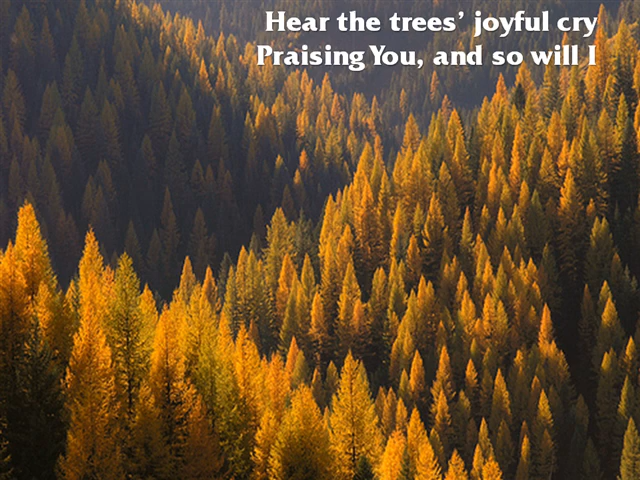 Hear the trees’ joyful cry
Praising You, and so will I